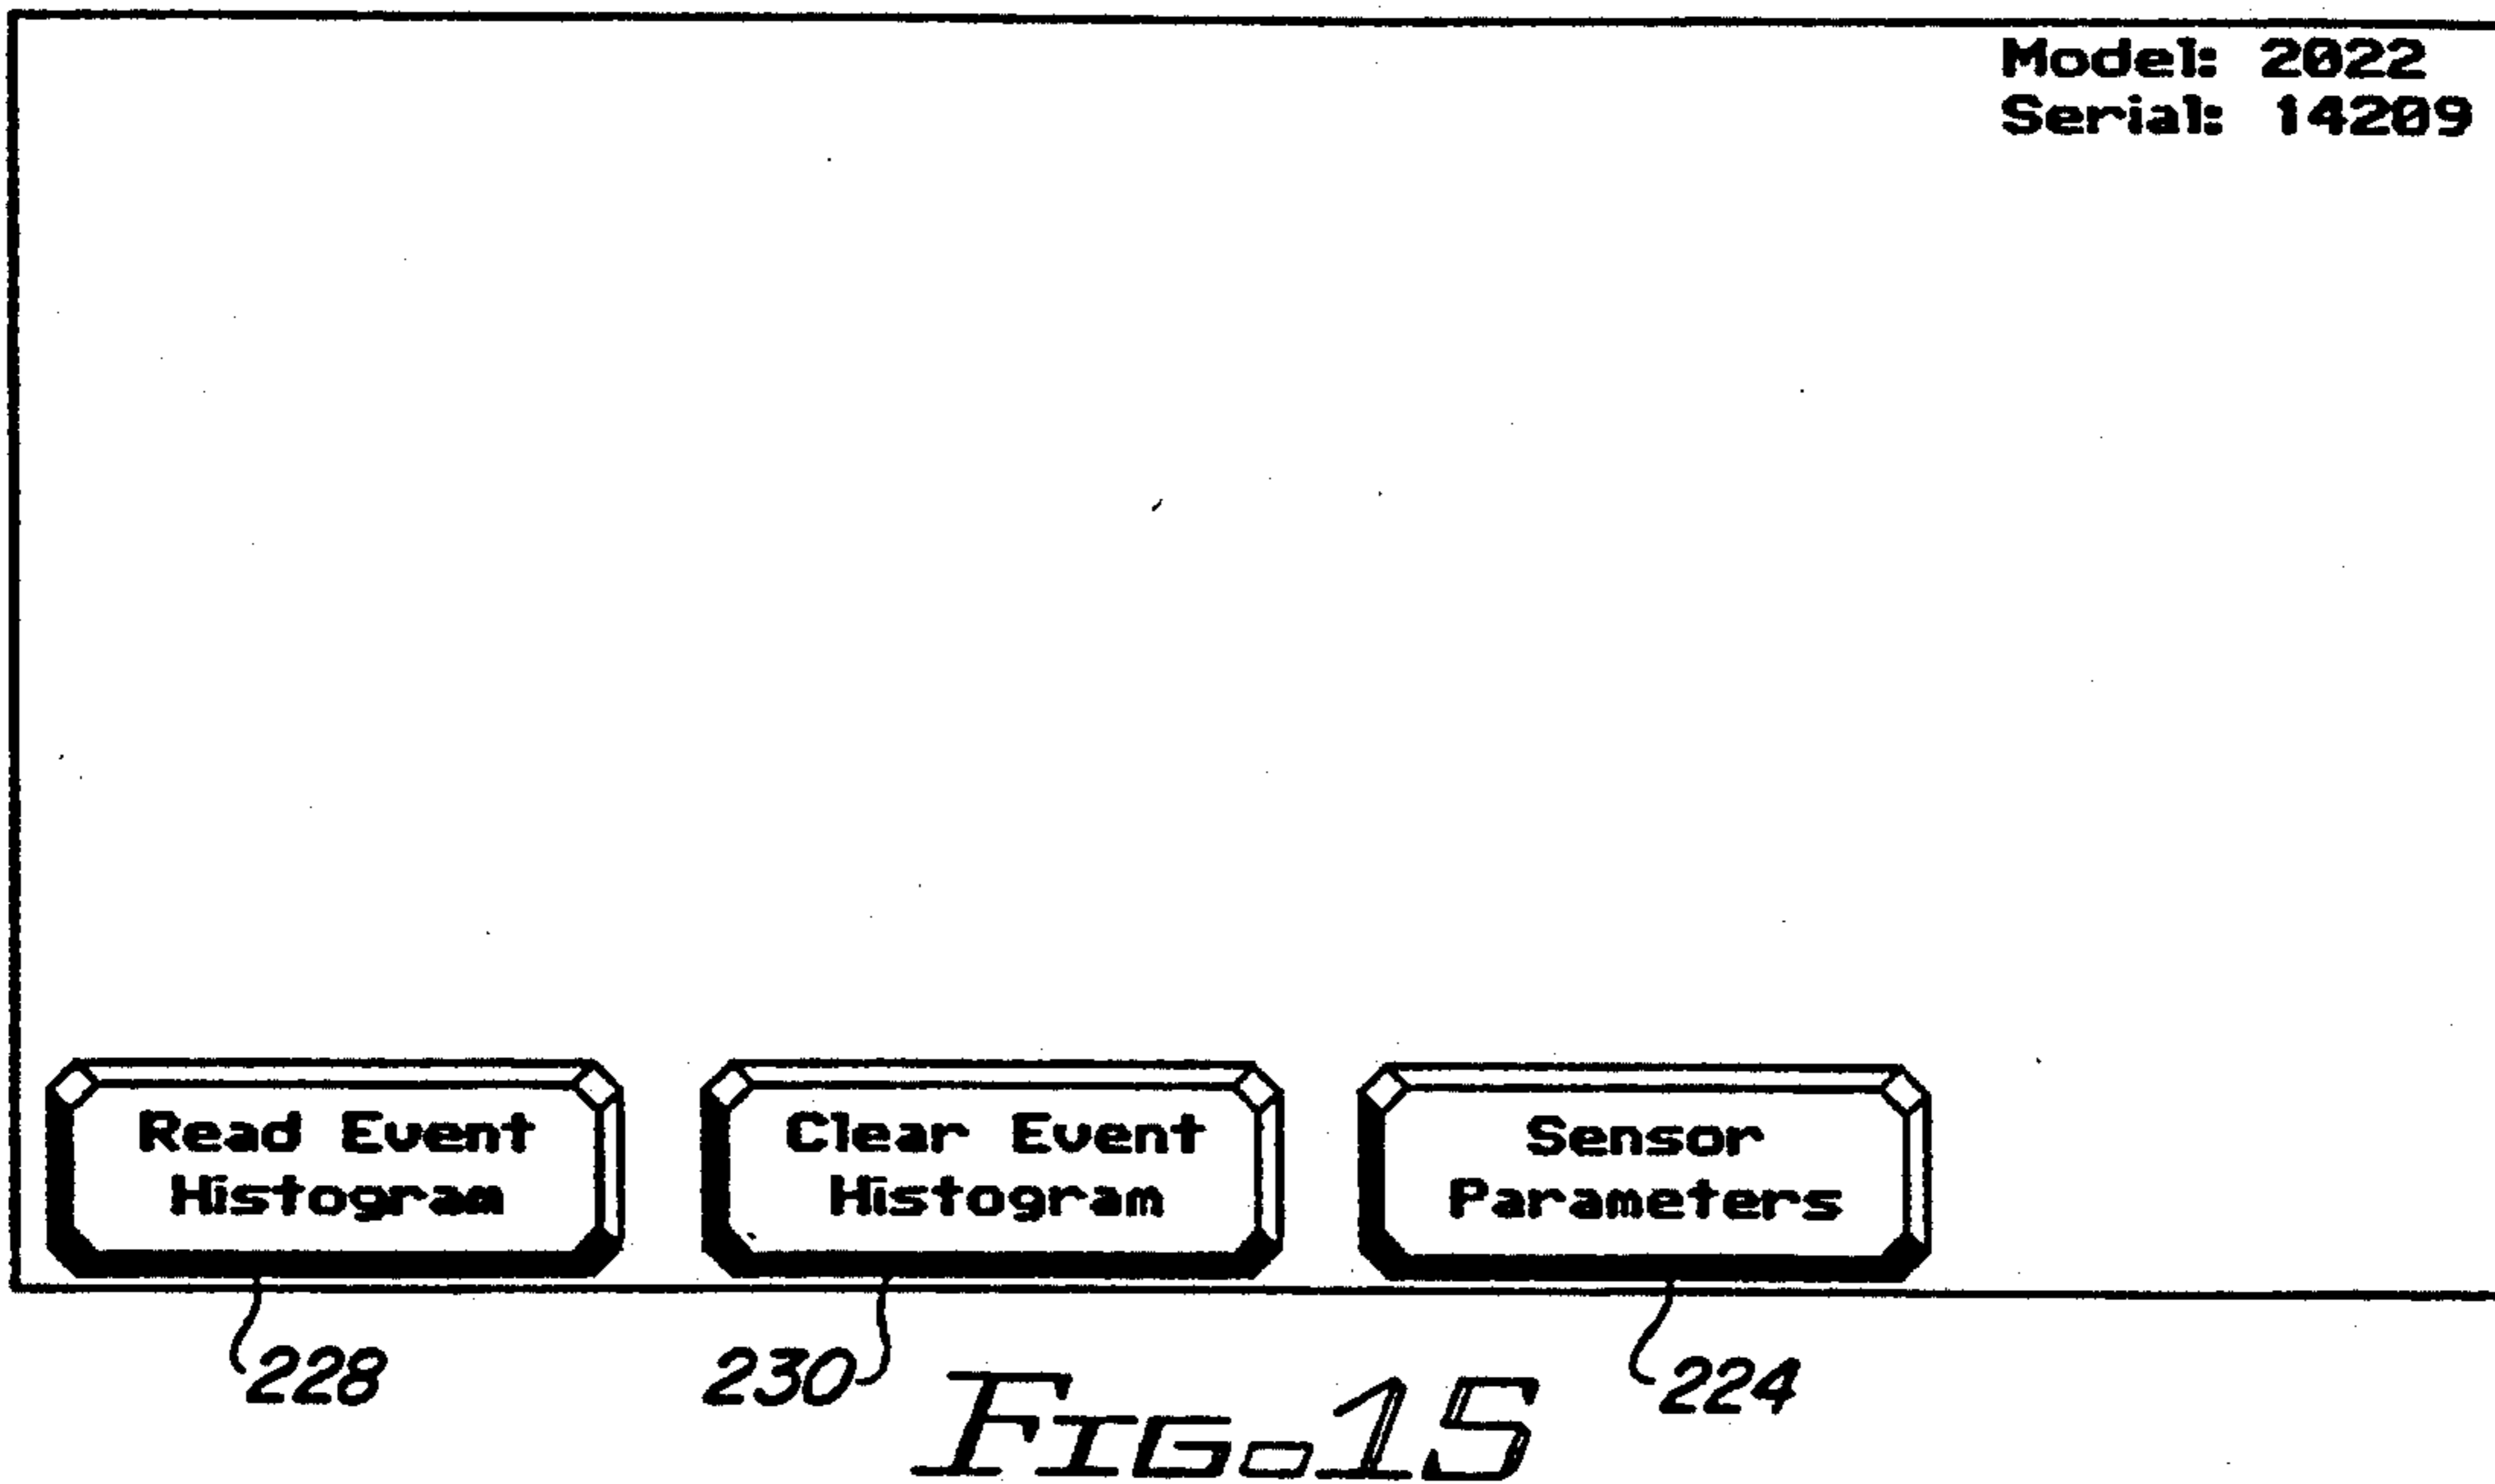 Model: 2022
Serial: 14209
Read Event
Histogram
Clear Event
Histogram
Sensor
Parameters
228
230
224
FIG. 15